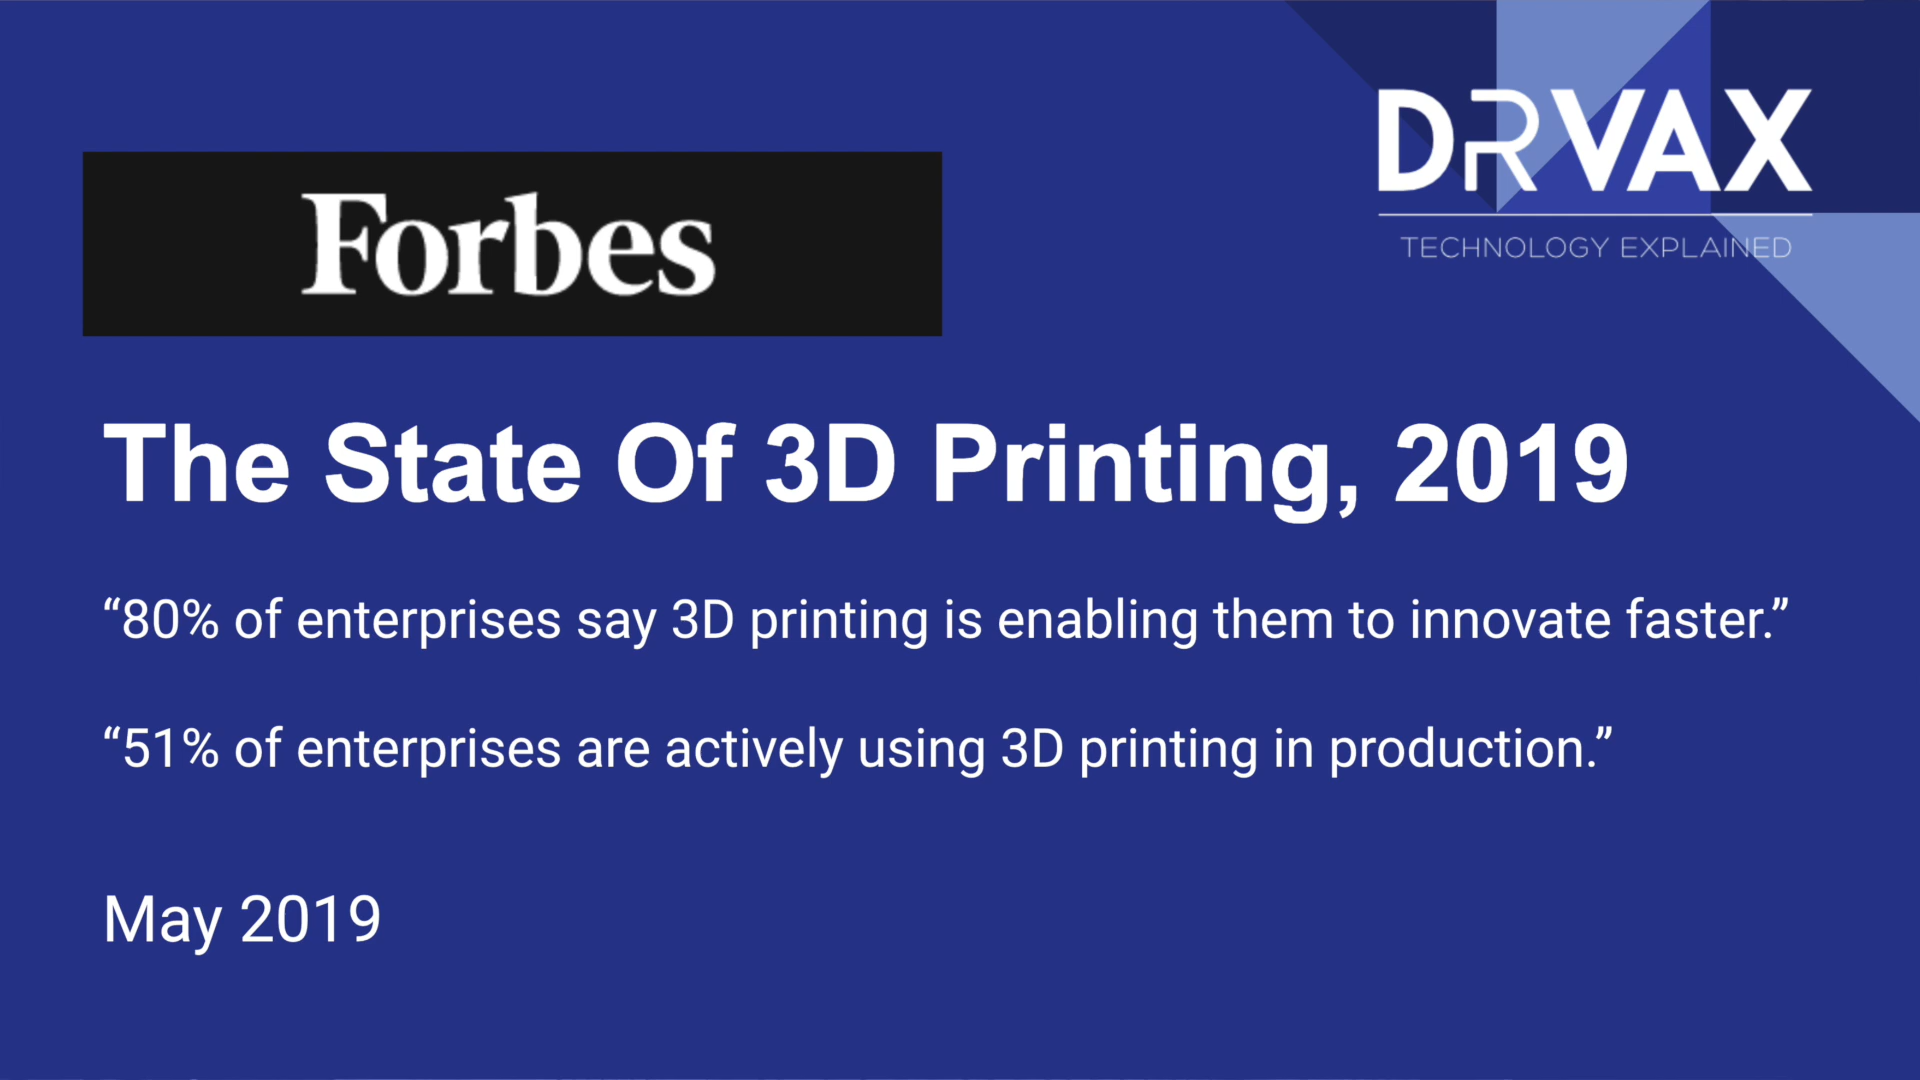 DRVAX
TECHNOLOGY EXPLAINED
Forbes
The State Of 3D Printing, 2019
“80% of enterprises say 3D printing is enabling them to innovate faster.”
“51% of enterprises are actively using 3D printing in production.”
May 2019